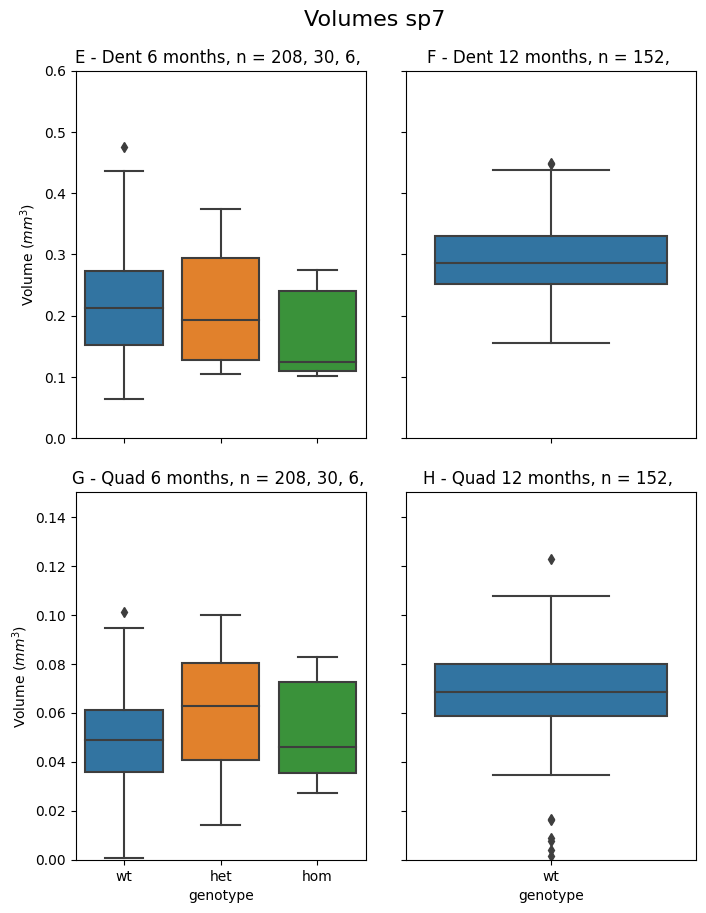 Volumes sp7
E - Dent 6 months, n = 208, 30, 6,
F - Dent 12 months, n = 152,
0.6
0.5
0.4
0.3
0.2
0.1
0.0
Volume (mm³)
G - Quad 6 months, n = 208, 30, 6,
H - Quad 12 months, n = 152,
0.14
0.12
0.10
0.08
0.06
0.04
0.02
0.00
Volume (mm³)
wt het hom
genotype
wt
genotype